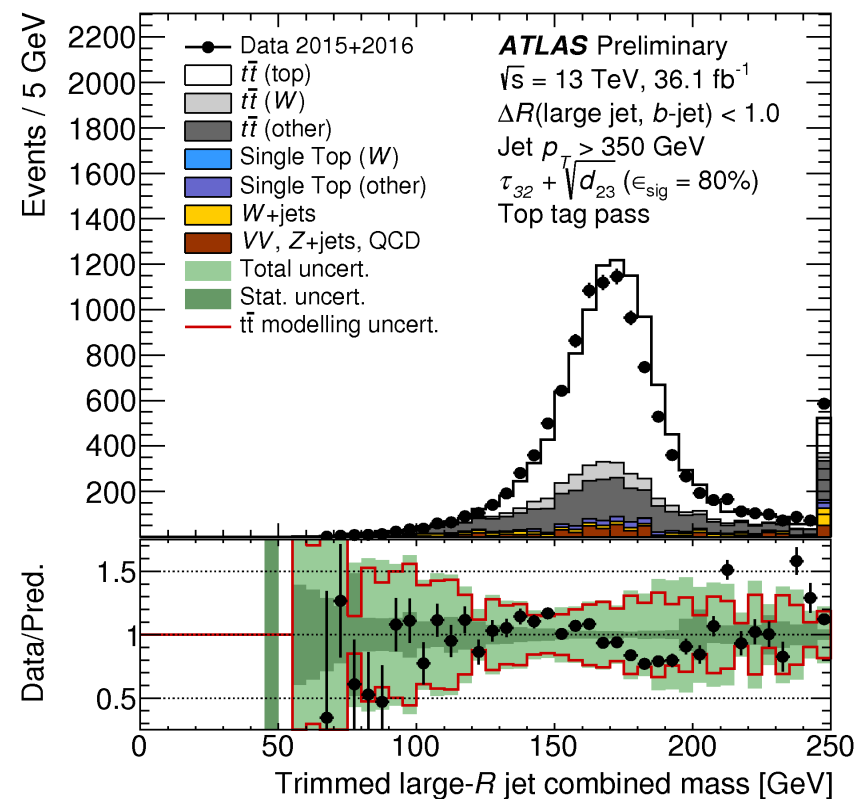 Events / 5 GeV
2200
2000
1800
1600
1400
1200
1000
800
600
400
200
Data 2015+2016
tt̄ (top)
tt̄ (W)
tt̄ (other)
Single Top (W)
Single Top (other)
W+jets
VV, Z+jets, QCD
Total uncert.
Stat. uncert.
tt̄ modelling uncert.
ATLAS Preliminary
√s = 13 TeV, 36.1 fb⁻¹
ΔR(large jet, b-jet) < 1.0
Jet p_T > 350 GeV
τ₃₂ + √d₂₃ (ϵ_sig = 80%)
Top tag pass
Data/Pred.
1.5
1
0.5
0 50 100 150 200 250
Trimmed large-R jet combined mass [GeV]